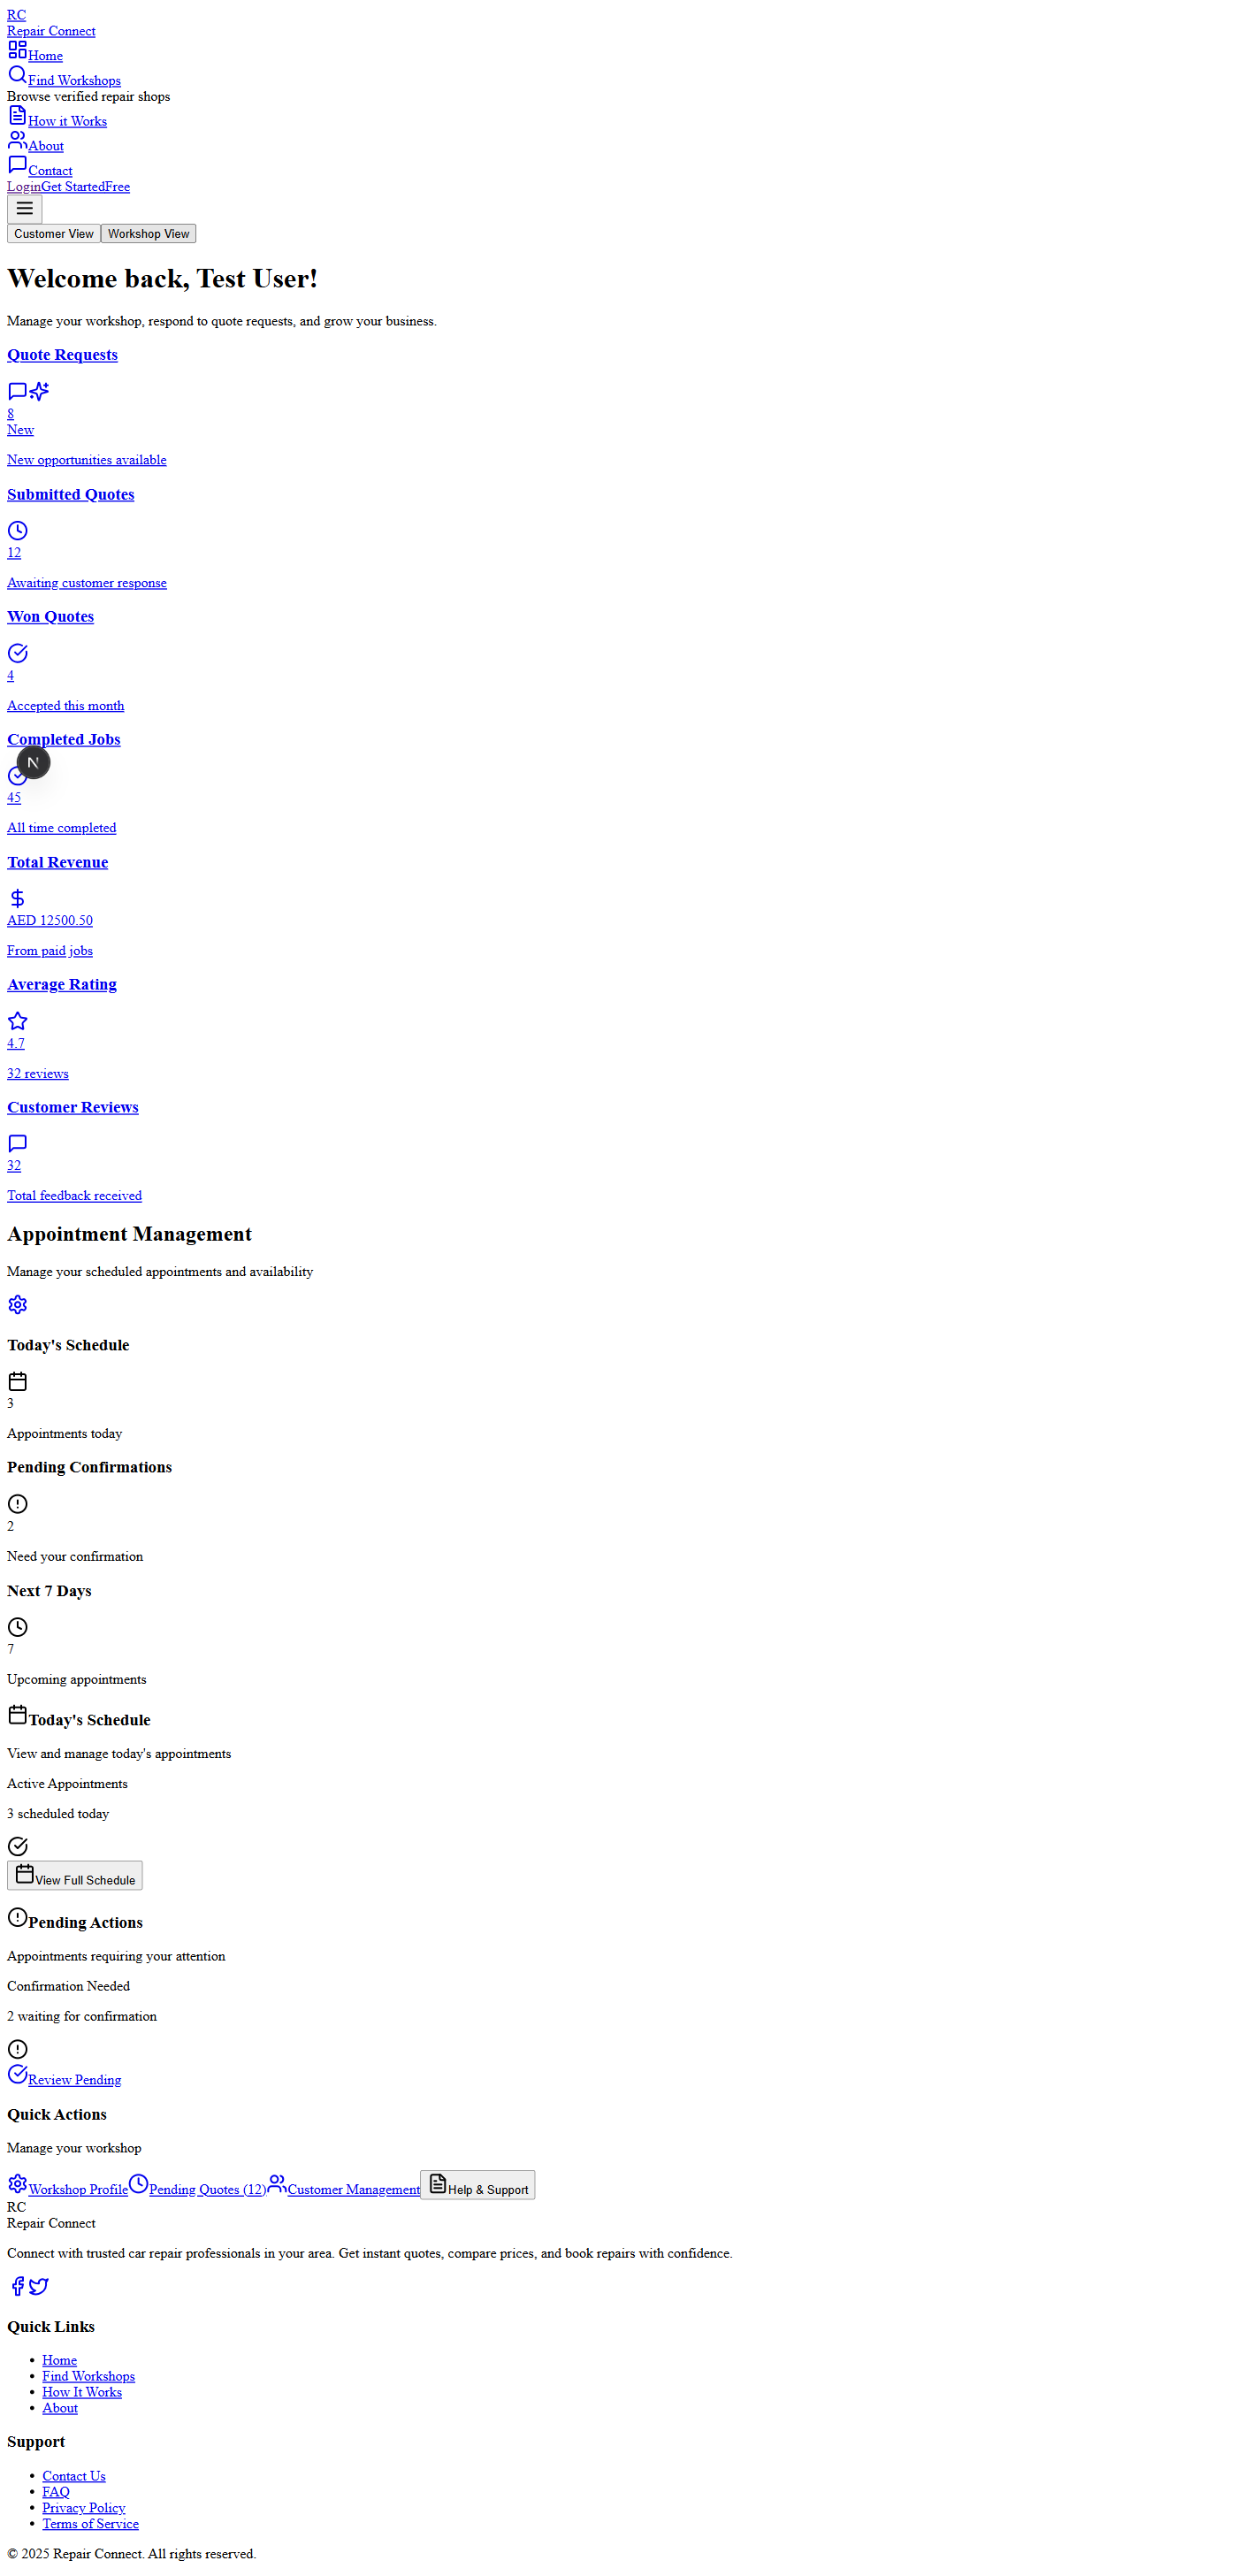 RC
Repair Connect
Home
Find Workshops
Browse verified repair shops
How it Works
About
Contact
LoginGet StartedFree
Customer View Workshop View
Welcome back, Test User!
Manage your workshop, respond to quote requests, and grow your business.
Quote Requests
8
New
New opportunities available
Submitted Quotes
12
Awaiting customer response
Won Quotes
4
Accepted this month
Completed Jobs
N
45
All time completed
Total Revenue
AED 12500.50
From paid jobs
Average Rating
4.7
32 reviews
Customer Reviews
32
Total feedback received
Appointment Management
Manage your scheduled appointments and availability
Today's Schedule
3
Appointments today
Pending Confirmations
2
Need your confirmation
Next 7 Days
7
Upcoming appointments
Today's Schedule
View and manage today's appointments
Active Appointments
3 scheduled today
View Full Schedule
Pending Actions
Appointments requiring your attention
Confirmation Needed
2 waiting for confirmation
Review Pending
Quick Actions
Manage your workshop
Workshop Profile Pending Quotes (12) Customer Management Help & Support
RC
Repair Connect
Connect with trusted car repair professionals in your area. Get instant quotes, compare prices, and book repairs with confidence.
Quick Links
• Home
• Find Workshops
• How It Works
• About
Support
• Contact Us
• FAQ
• Privacy Policy
• Terms of Service
© 2025 Repair Connect. All rights reserved.